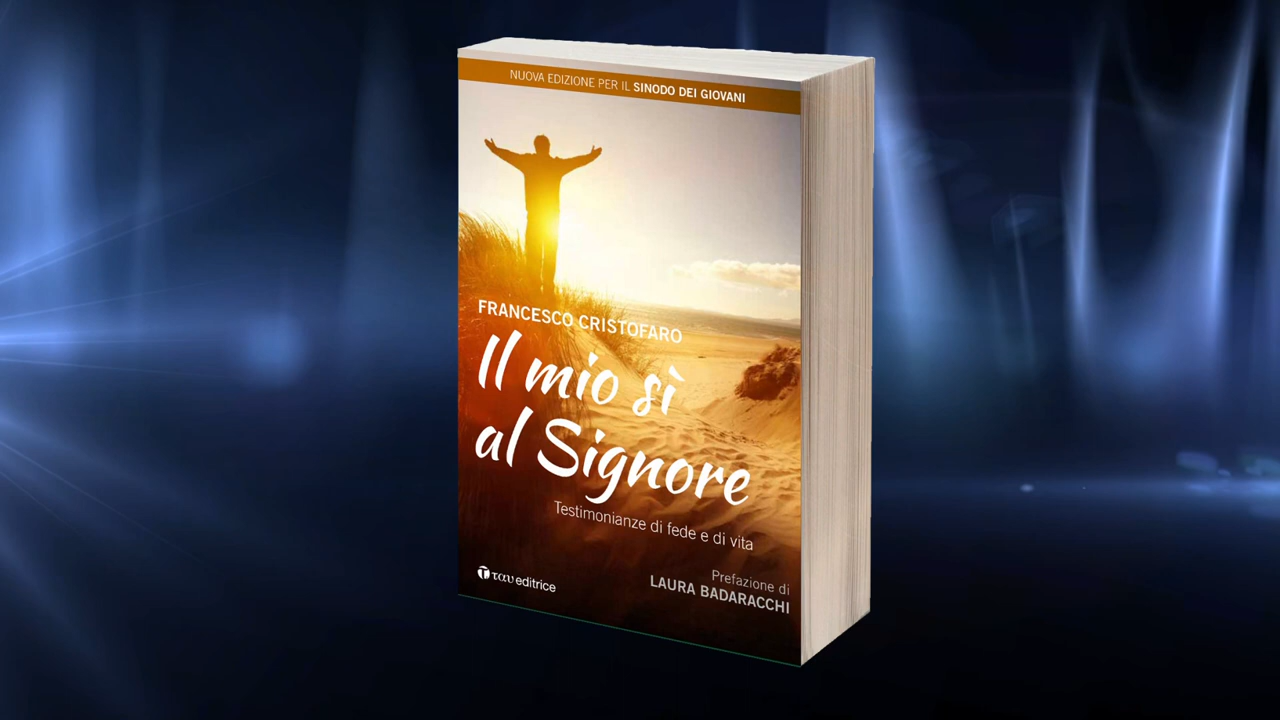 NUOVA EDIZIONE PER IL SINODO DEI GIOVANI
FRANCESCO CRISTOFARO
Il mio sì
al Signore
Testimonianze di fede e di vita
Prefazione di
LAURA BADARACCHI
ταυ editrice